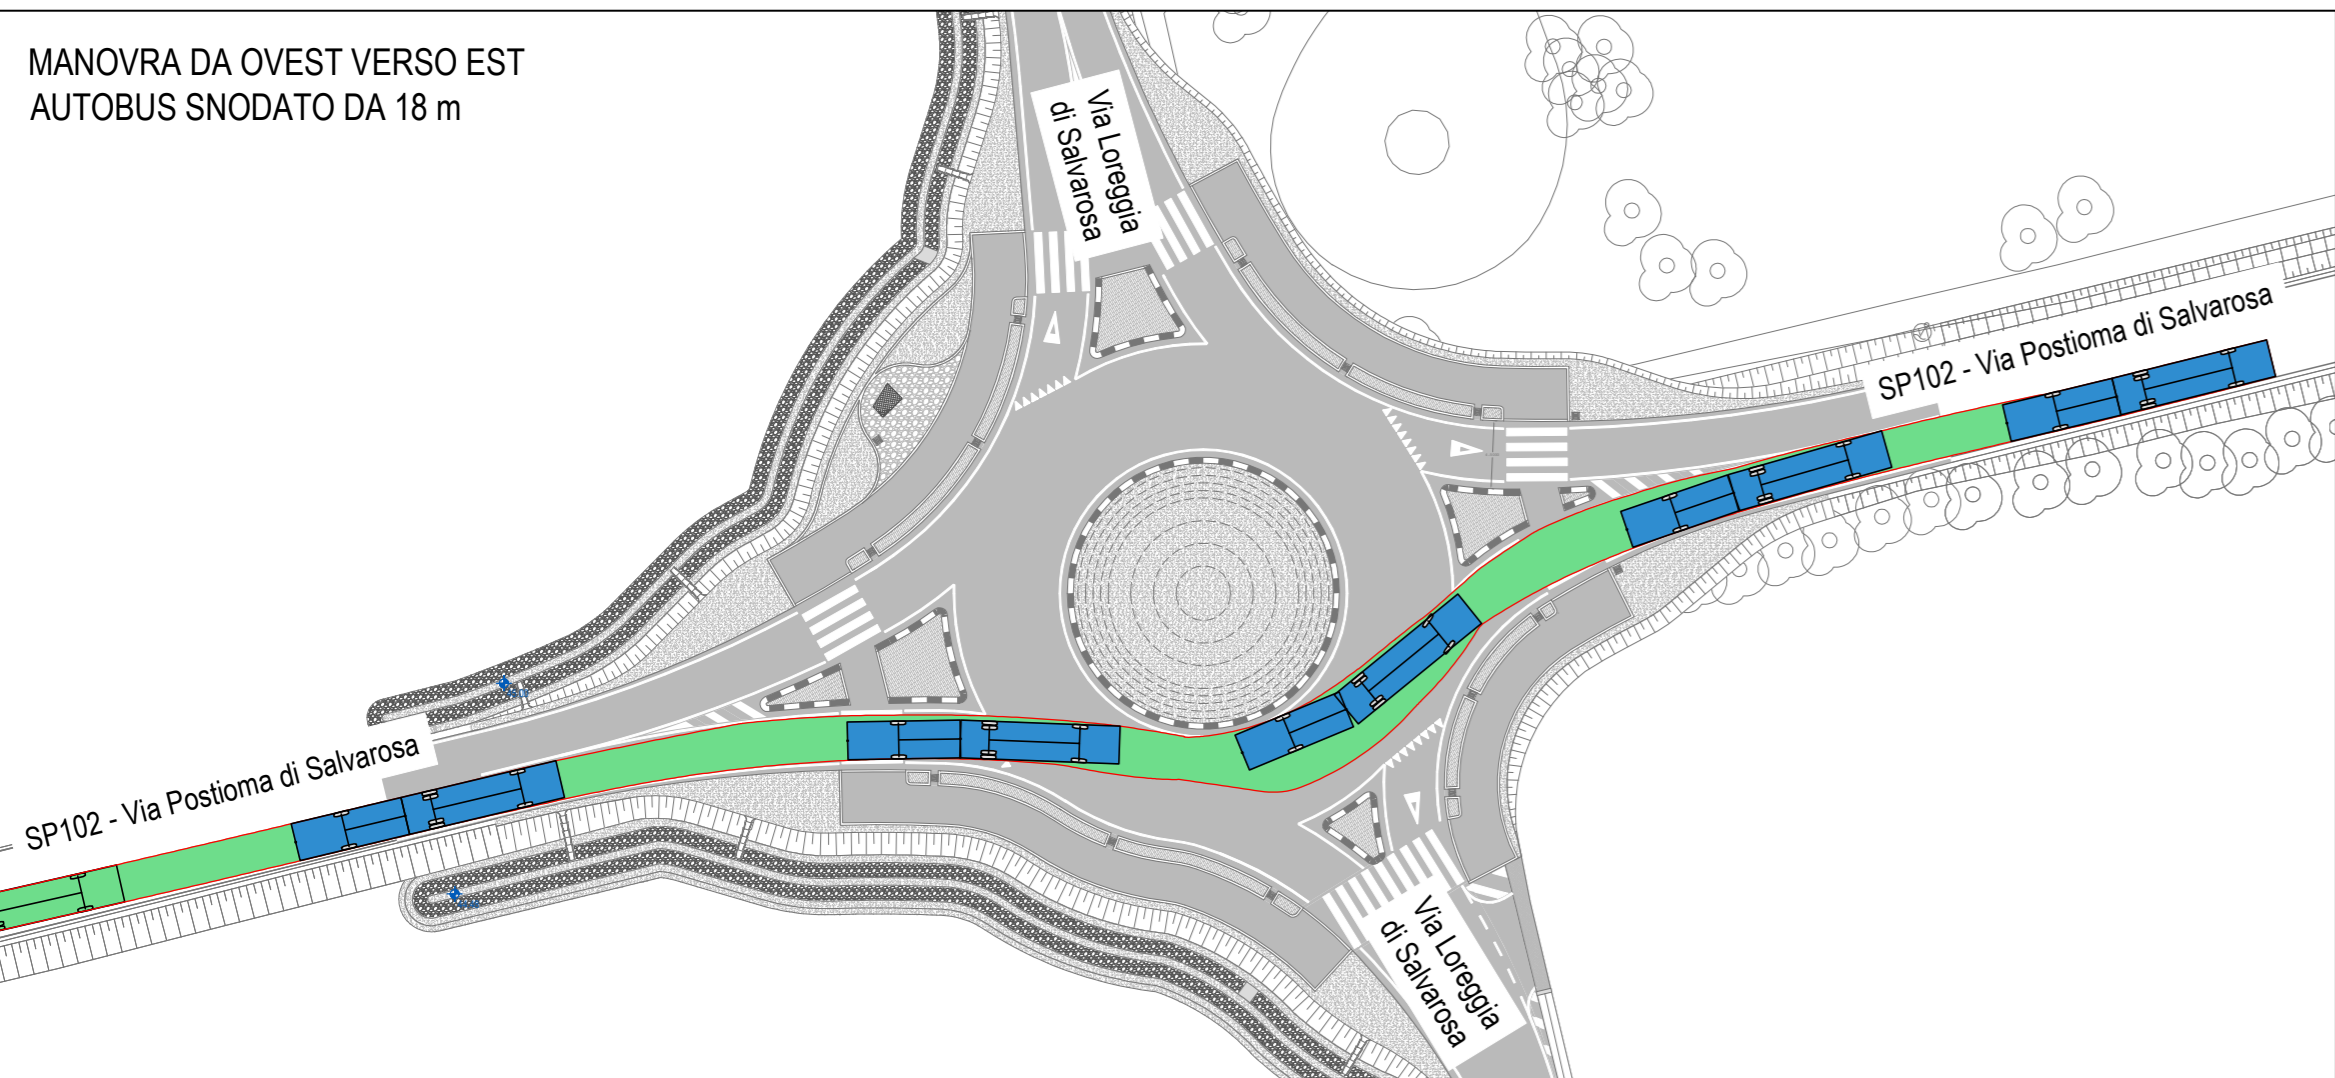 MANOVRA DA OVEST VERSO EST
AUTOBUS SNODATO DA 18 m
Via Loreggia
di Salvarosa
SP102 - Via Postioma di Salvarosa
SP102 - Via Postioma di Salvarosa
Via Loreggia
di Salvarosa